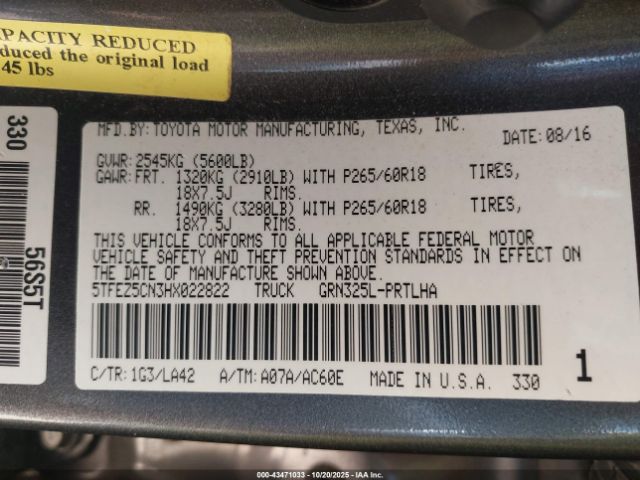 APACITY REDUCED
duced the original load
45 lbs
330
56S5T
MFD.BY:TOYOTA MOTOR MANUFACTURING, TEXAS, INC.
DATE:08/16
GVWR:2545KG (5600LB)
GAWR:FRT. 1320KG (2910LB) WITH P265/60R18 TIRES,
18X7.5J RIMS.
RR. 1490KG (3280LB) WITH P265/60R18 TIRES,
18X7.5J RIMS.
THIS VEHICLE CONFORMS TO ALL APPLICABLE FEDERAL MOTOR
VEHICLE SAFETY AND THEFT PREVENTION STANDARDS IN EFFECT ON
THE DATE OF MANUFACTURE SHOWN ABOVE.
5TFEZ5CN3HX022822 TRUCK GRN325L-PRTLHA
C/TR:1G3/LA42 A/TM:A07A/AC60E MADE IN U.S.A. 330
1
000-43471033 - 10/20/2025 - IAA Inc.